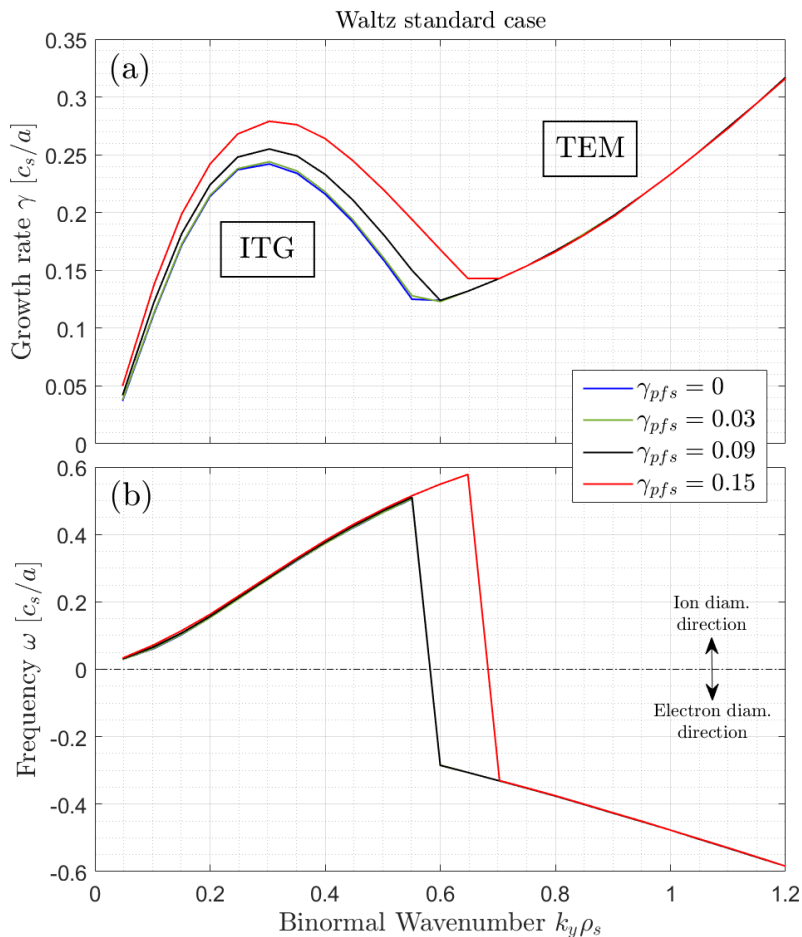 Waltz standard case
(a)
Growth rate γ [c_s/a]
0.35
0.3
0.25
0.2
0.15
0.1
0.05
0
ITG
TEM
γ_pfs = 0
γ_pfs = 0.03
γ_pfs = 0.09
γ_pfs = 0.15
(b)
Frequency ω [c_s/a]
0.6
0.4
0.2
0
-0.2
-0.4
-0.6
Ion diam.
direction
Electron diam.
direction
0 0.2 0.4 0.6 0.8 1 1.2
Binormal Wavenumber k_yρ_s